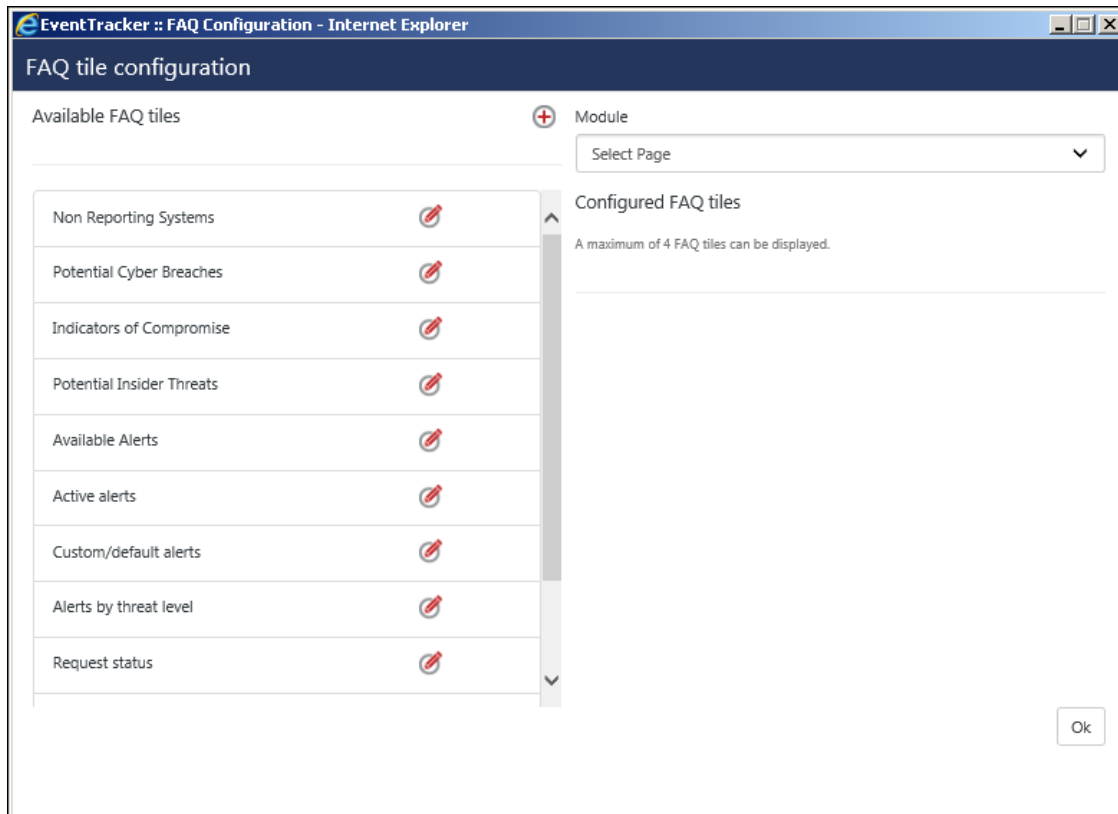 EventTracker :: FAQ Configuration - Internet Explorer
FAQ tile configuration
Available FAQ tiles
Non Reporting Systems
Potential Cyber Breaches
Indicators of Compromise
Potential Insider Threats
Available Alerts
Active alerts
Custom/default alerts
Alerts by threat level
Request status
Module
Select Page
Configured FAQ tiles
A maximum of 4 FAQ tiles can be displayed.
Ok